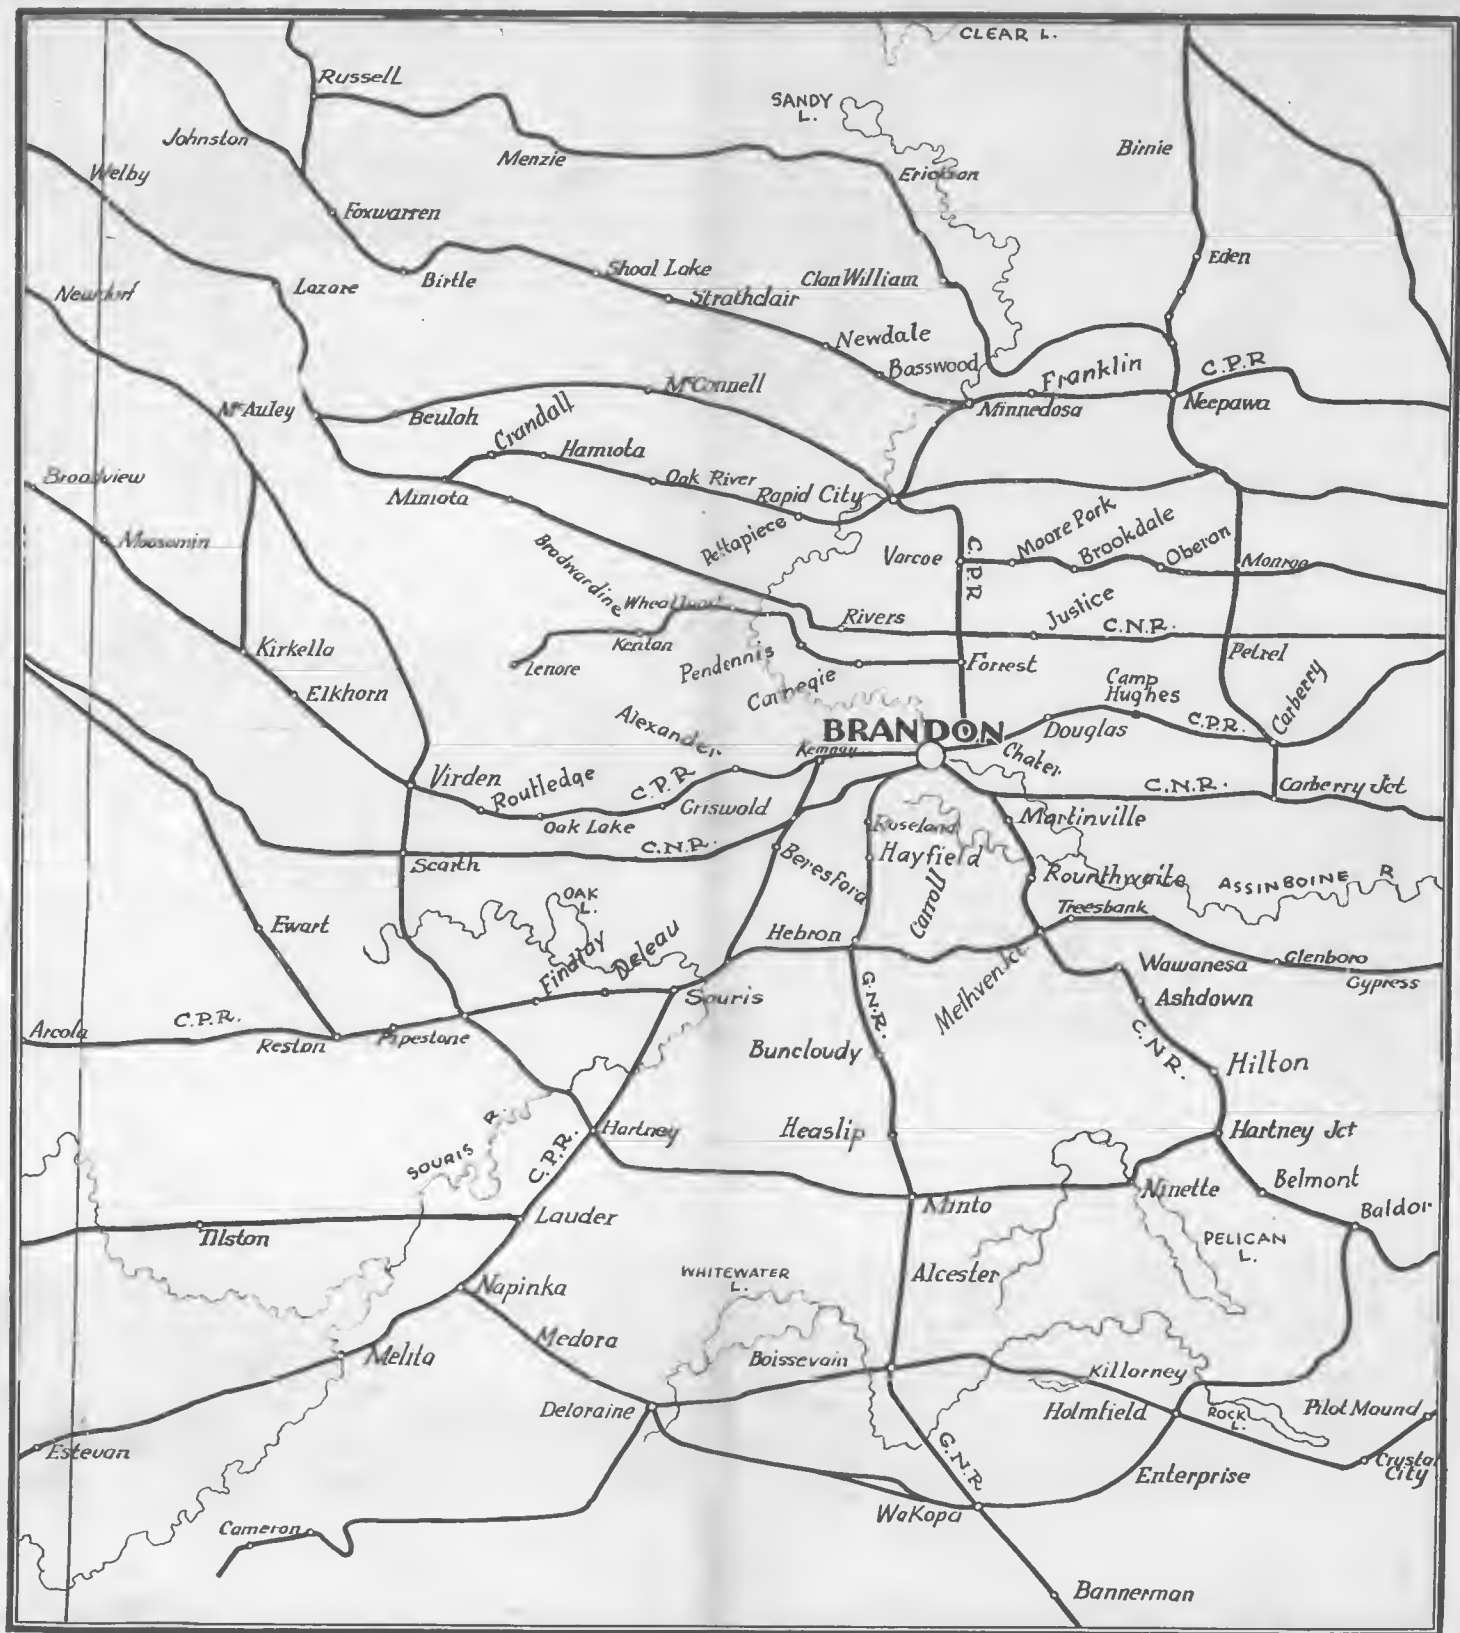 CLEAR L.
Russell
SANDY
L.
Johnston
Menzie
Birnie
Welby
Erickson
Foxwarren
Shoal Lake
Eden
Lazare
Birtle
Clan William
Newdorf
Strathclair
Newdale
Basswood
Franklin
C.P.R
McConnell
McAuley
Beulah
Crandall
Minnedosa
Neepawa
Hamiota
Broadview
Miniota
Oak River
Rapid City
Moosomin
Pettapiece
Varcoe
C.P.R
Moore Park
Brookdale
Oberon
Monroe
Bradwardine
Rivers
Justice
C.N.R.
Kenton
Kirkella
Lenore
Pendennis
Forrest
Petrel
Elkhorn
Carnegie
Camp
Hughes
Carberry
Alexander
BRANDON
Douglas
C.P.R.
Kemnay
Chater
Virden
Routledge
C.P.R
Griswold
C.N.R.
Carberry Jct
Oak Lake
Roseland
Martinville
Scarth
C.N.R.
Beresford
Hayfield
Rounthwaite
ASSINBOINE R
OAK
L.
Carroll
Treesbank
Ewart
Findlay
Deleau
Hebron
Melhven Jct
Wawanesa
Glenboro
Gypress
Souris
Ashdown
C.P.R.
G.N.R.
Arcola
Reston
Pipestone
Buncloudy
C.N.R.
Hilton
SOURIS R.
C.P.R.
Hartney
Heaslip
Hartney Jct
Ninette
Belmont
Tilston
Lauder
Minto
Baldor
PELICAN
L.
Napinka
WHITEWATER
L.
Alcester
Medora
Melita
Boissevain
Killarney
Deloraine
Holmfield
ROCK
L.
Pilot Mound
Estevan
G.N.R
Enterprise
Crystal
City
Cameron
WaKopa
Bannerman